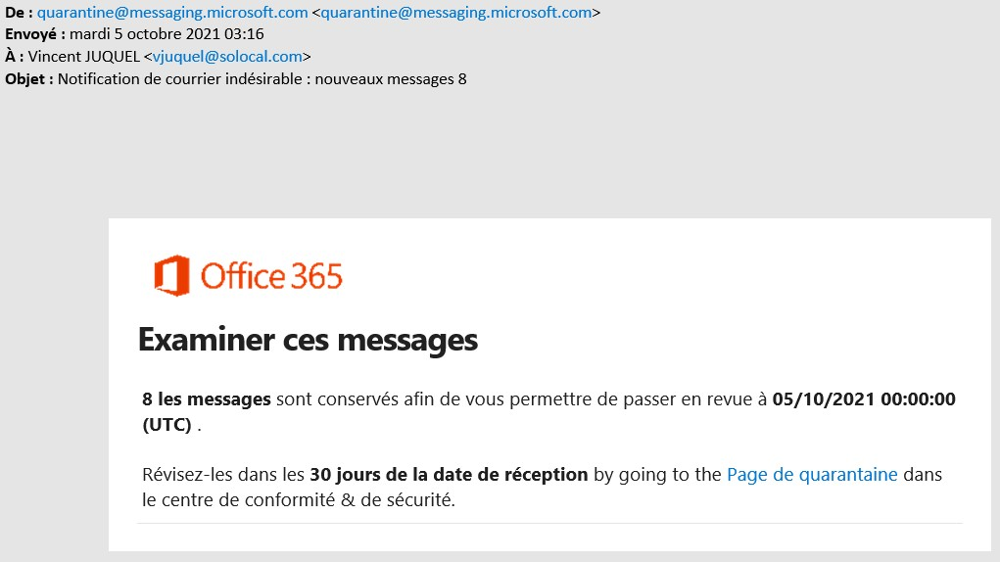 De : quarantine@messaging.microsoft.com <quarantine@messaging.microsoft.com>
Envoyé : mardi 5 octobre 2021 03:16
À : Vincent JUQUEL <vjuquel@solocal.com>
Objet : Notification de courrier indésirable : nouveaux messages 8
Office 365
Examiner ces messages
8 les messages sont conservés afin de vous permettre de passer en revue à 05/10/2021 00:00:00
(UTC) .
Révisez-les dans les 30 jours de la date de réception by going to the Page de quarantaine dans
le centre de conformité & de sécurité.